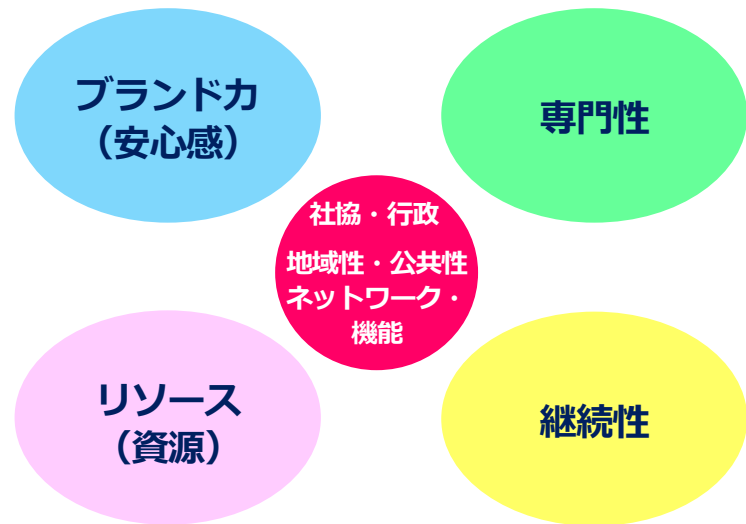 ブランド力
（安心感）
専門性
社協・行政
地域性・公共性
ネットワーク・
機能
リソース
（資源）
継続性